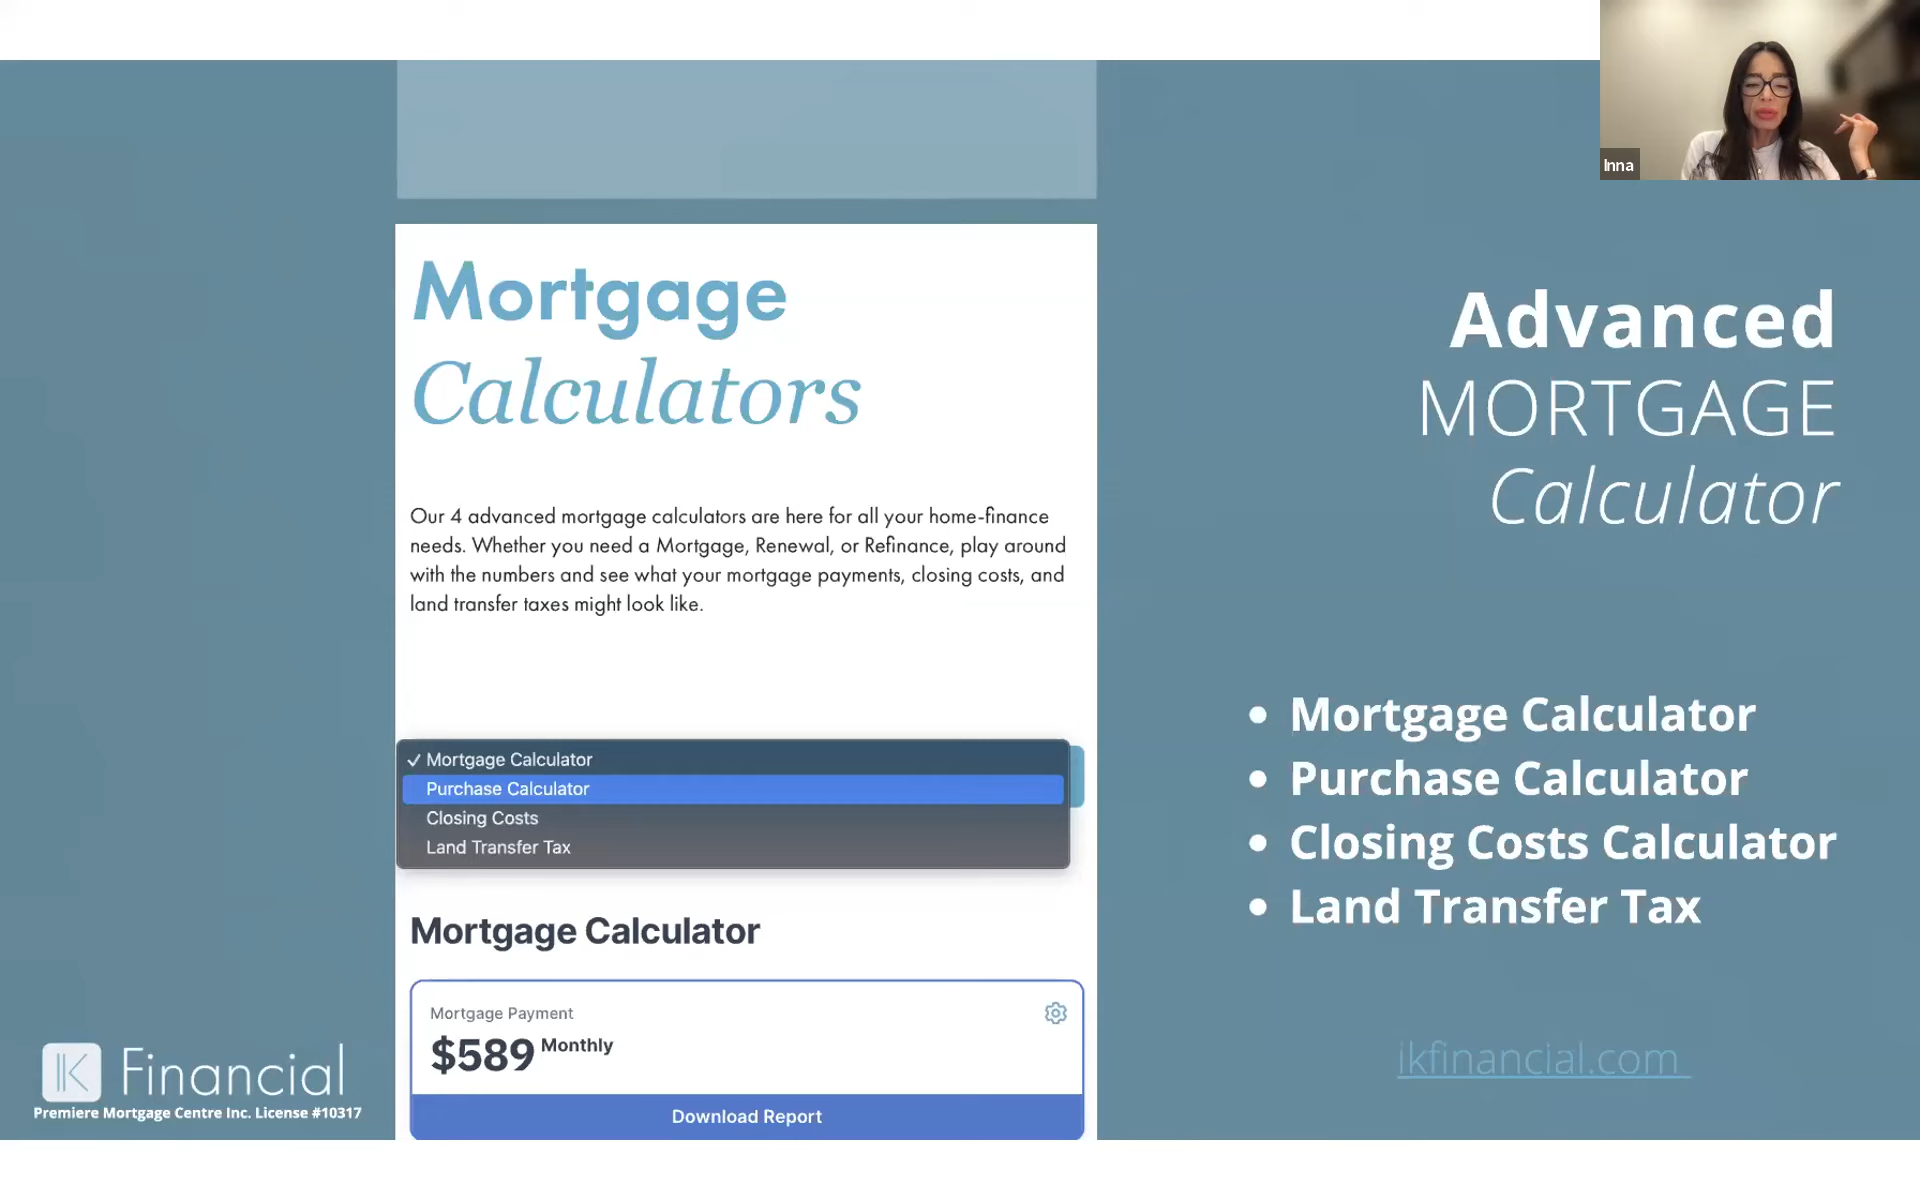 Inna
Mortgage
Calculators
Our 4 advanced mortgage calculators are here for all your home-finance
needs. Whether you need a Mortgage, Renewal, or Refinance, play around
with the numbers and see what your mortgage payments, closing costs, and
land transfer taxes might look like.
✓ Mortgage Calculator
Purchase Calculator
Closing Costs
Land Transfer Tax
Mortgage Calculator
Mortgage Payment
$589 Monthly
Download Report
Advanced
MORTGAGE
Calculator
• Mortgage Calculator
• Purchase Calculator
• Closing Costs Calculator
• Land Transfer Tax
ikfinancial.com
IK Financial
Premiere Mortgage Centre Inc. License #10317